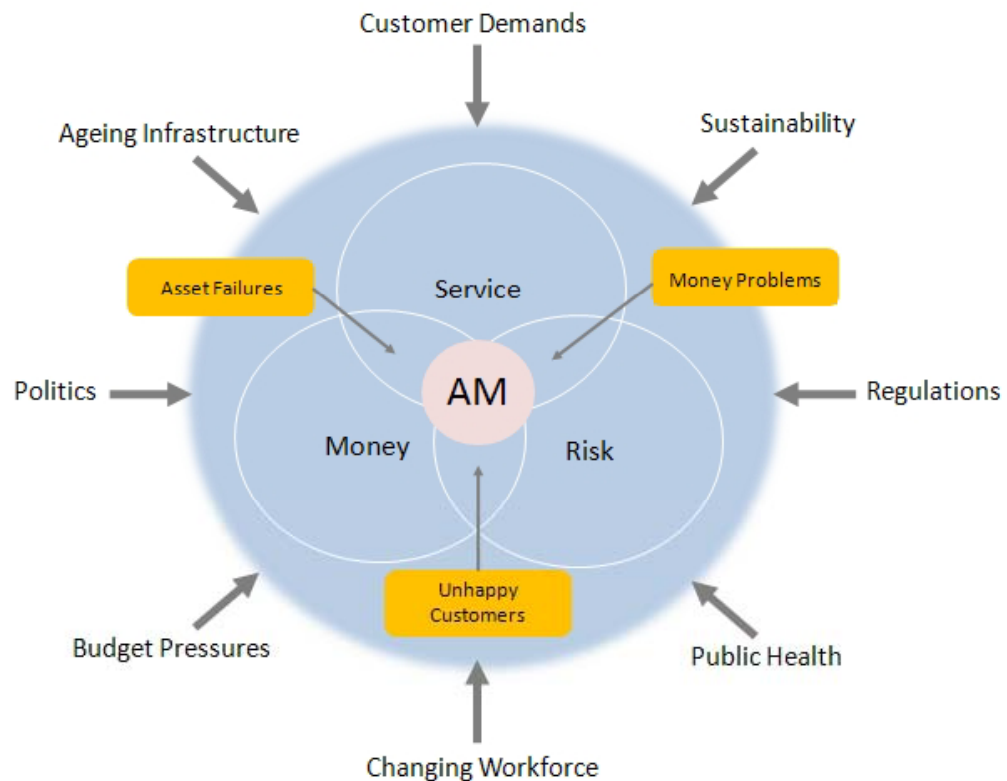 Customer Demands
Ageing Infrastructure
Sustainability
Asset Failures
Money Problems
Service
Politics
AM
Regulations
Money
Risk
Unhappy
Customers
Budget Pressures
Public Health
Changing Workforce